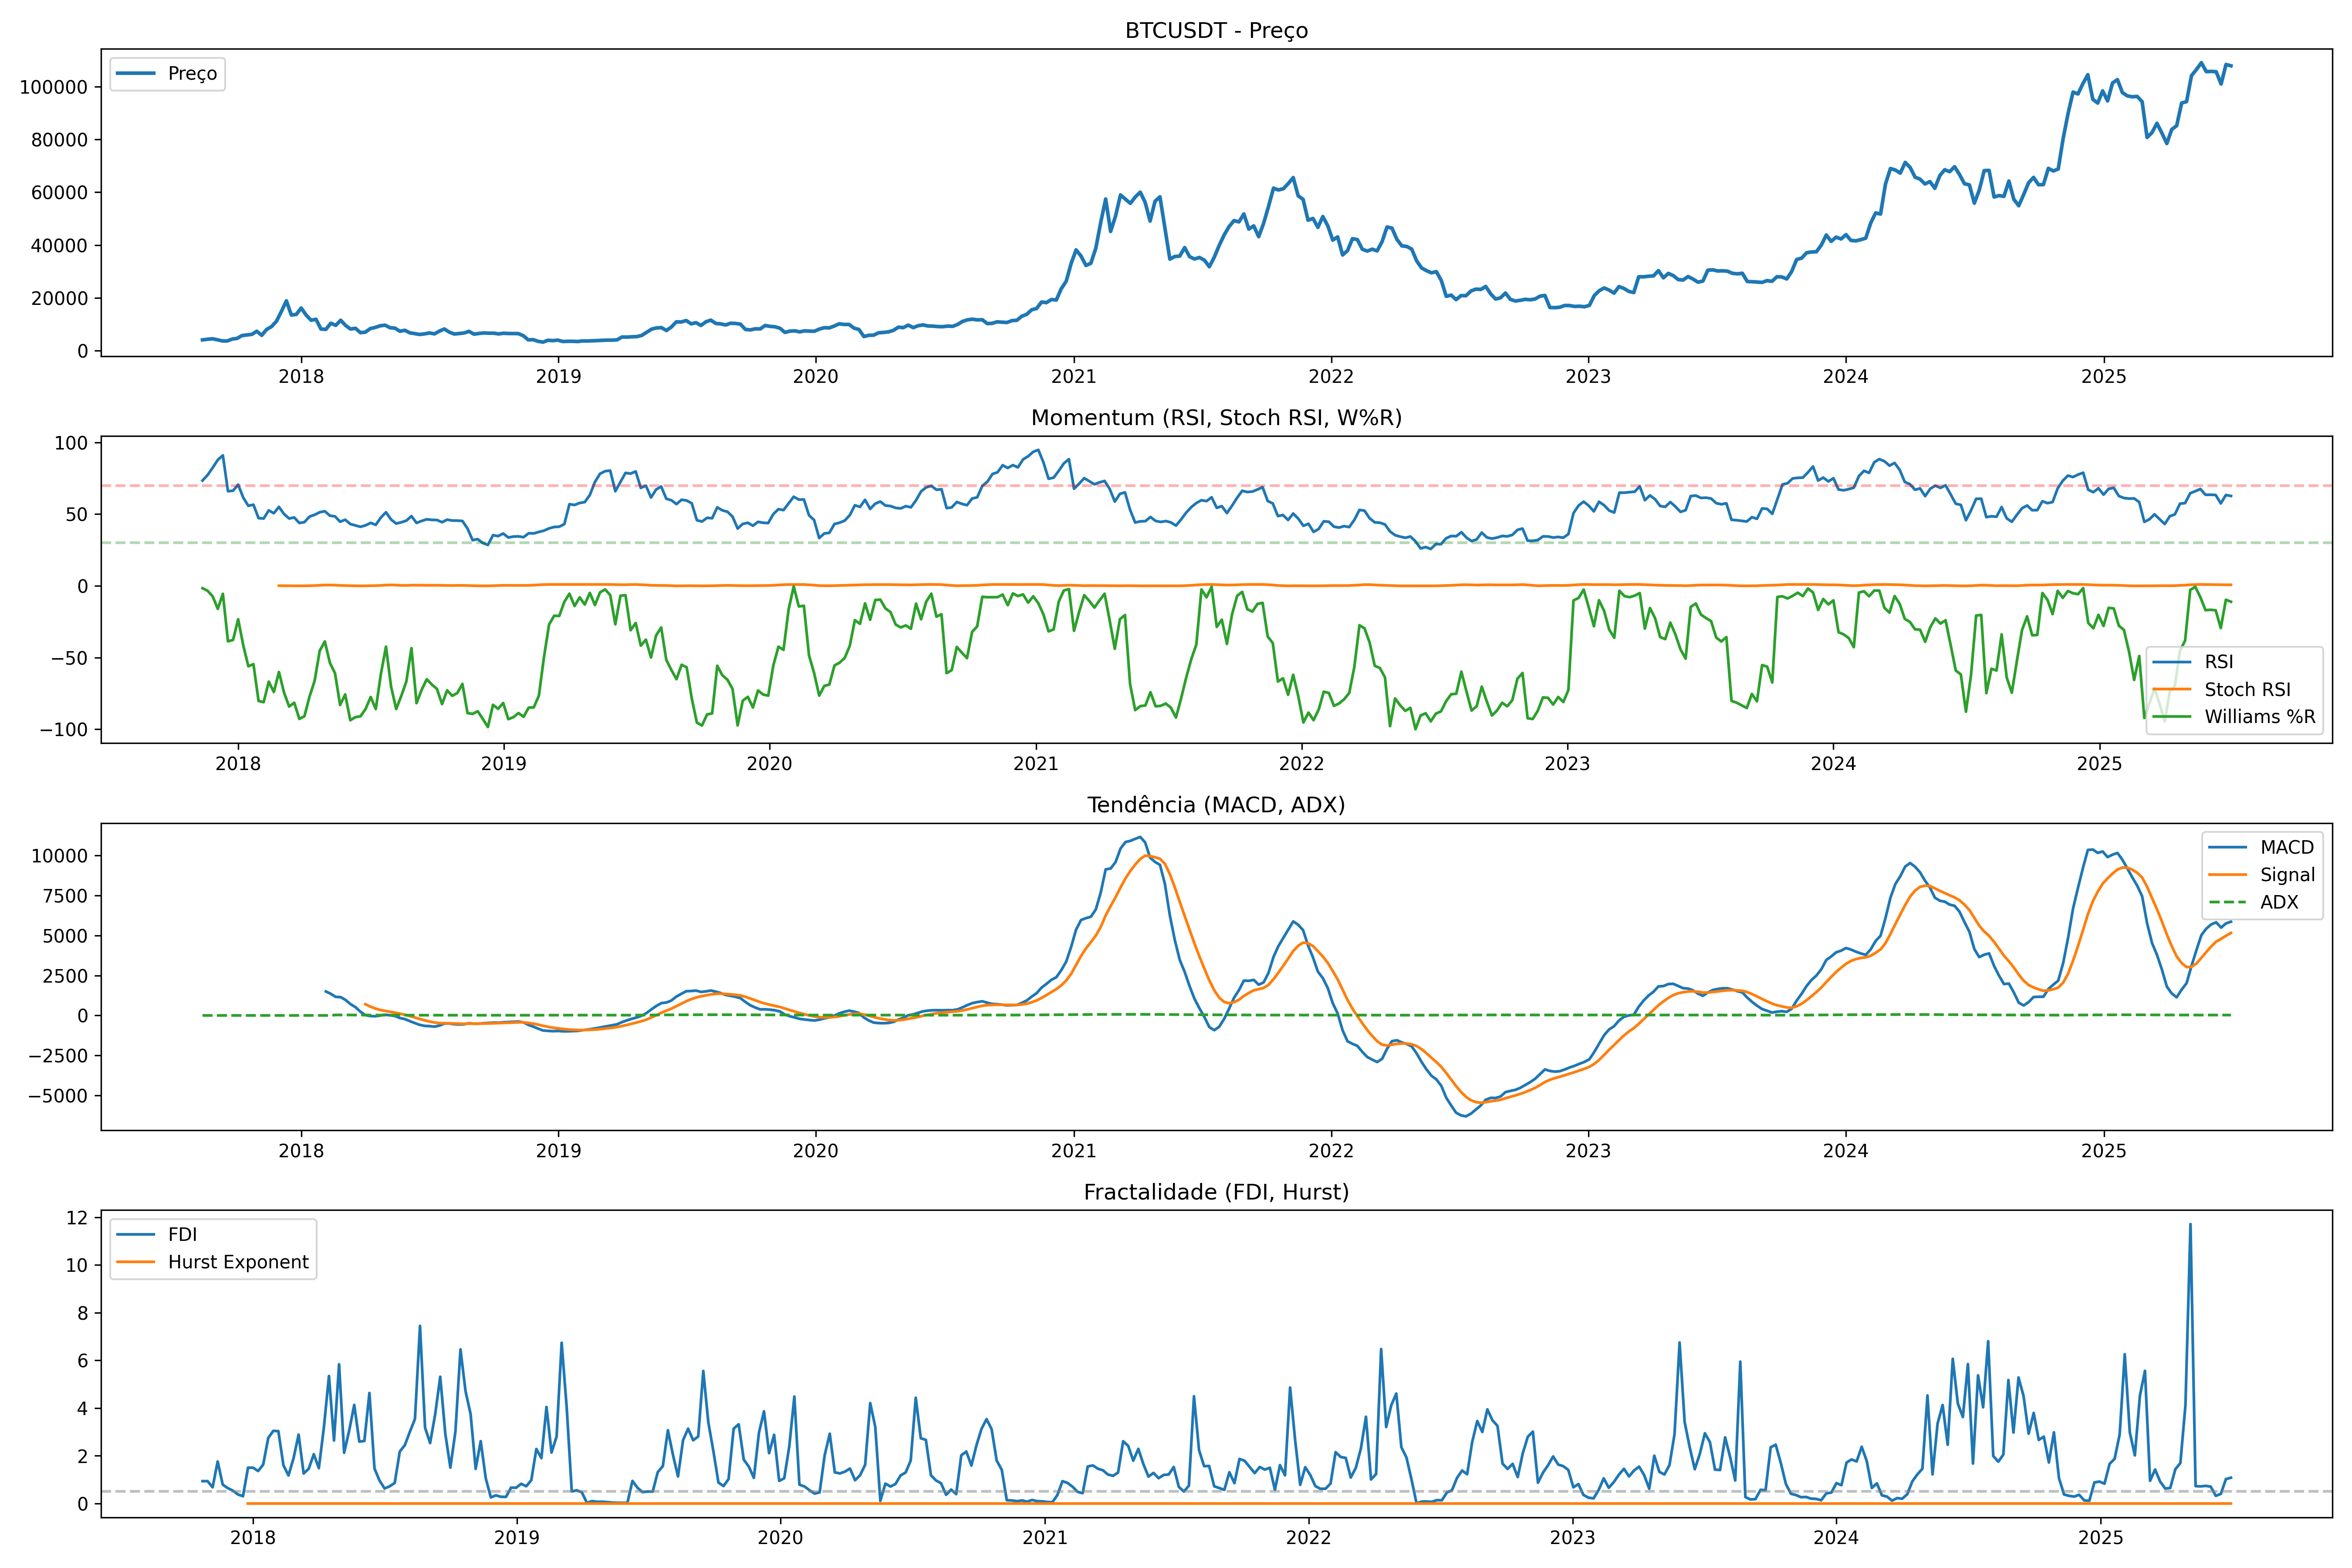 BTCUSDT - Preço
Preço
100000
80000
60000
40000
20000
0
2018 2019 2020 2021 2022 2023 2024 2025
Momentum (RSI, Stoch RSI, W%R)
100
50
0
−50
−100
RSI
Stoch RSI
Williams %R
2018 2019 2020 2021 2022 2023 2024 2025
Tendência (MACD, ADX)
10000
7500
5000
2500
0
−2500
−5000
MACD
Signal
ADX
2018 2019 2020 2021 2022 2023 2024 2025
Fractalidade (FDI, Hurst)
12
10
8
6
4
2
0
FDI
Hurst Exponent
2018 2019 2020 2021 2022 2023 2024 2025